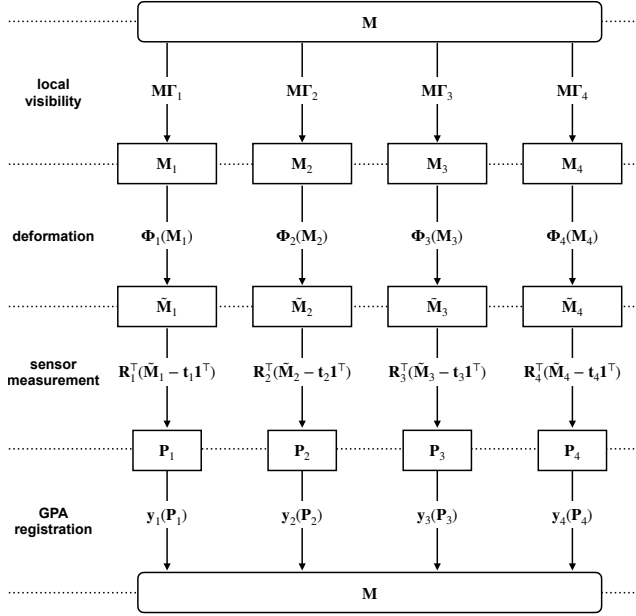 M
local
visibility
MΓ₁ MΓ₂ MΓ₃ MΓ₄
M₁ M₂ M₃ M₄
deformation
Φ₁(M₁) Φ₂(M₂) Φ₃(M₃) Φ₄(M₄)
M̃₁ M̃₂ M̃₃ M̃₄
sensor
measurement
R₁ᵀ(M̃₁ − t₁1ᵀ) R₂ᵀ(M̃₂ − t₂1ᵀ) R₃ᵀ(M̃₃ − t₃1ᵀ) R₄ᵀ(M̃₄ − t₄1ᵀ)
P₁ P₂ P₃ P₄
GPA
registration
y₁(P₁) y₂(P₂) y₃(P₃) y₄(P₄)
M